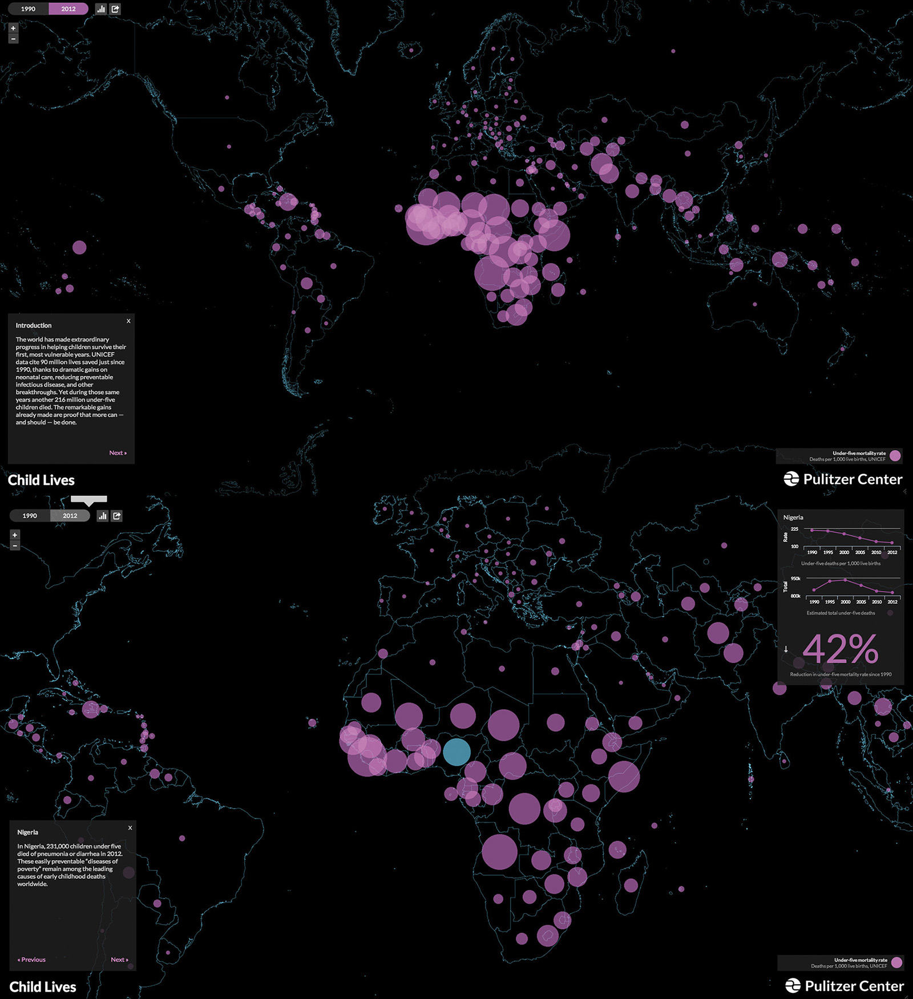 1990 2012
+
−
Introduction
X
The world has made extraordinary
progress in helping children survive their
first, most vulnerable years. UNICEF
data cite 90 million lives saved just since
1990, thanks to dramatic gains on
neonatal care, reducing preventable
infectious disease, and other
breakthroughs. Yet during those same
years another 216 million under-five
children died. The remarkable gains
already made are proof that more can —
and should — be done.
Next »
Child Lives
Under-five mortality rate
Deaths per 1,000 live births, UNICEF
Pulitzer Center
1990 2012
+
−
Nigeria
225
Rate
100
1990 1995 2000 2005 2010 2012
Under-five deaths per 1,000 live births
950k
Total
800k
1990 1995 2000 2005 2010 2012
Estimated total under-five deaths
↓ 42%
Reduction in under-five mortality rate since 1990
Nigeria
X
In Nigeria, 231,000 children under five
died of pneumonia or diarrhea in 2012.
These easily preventable "diseases of
poverty" remain among the leading
causes of early childhood deaths
worldwide.
« Previous Next »
Child Lives
Under-five mortality rate
Deaths per 1,000 live births, UNICEF
Pulitzer Center